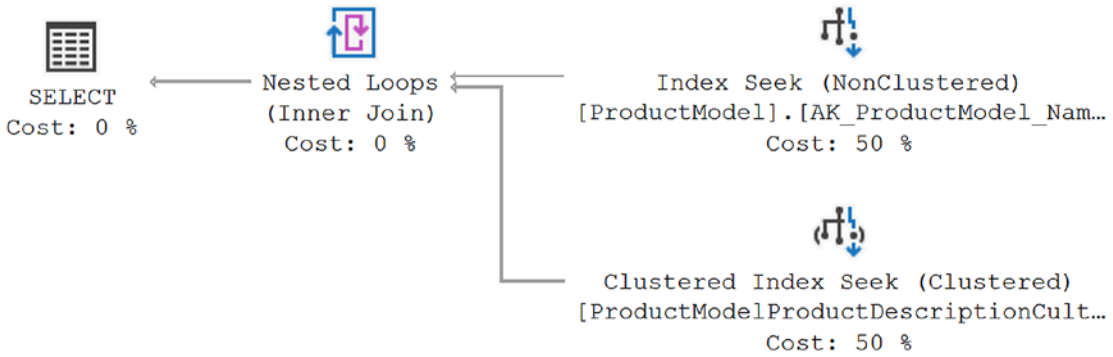 SELECT
Cost: 0 %
Nested Loops
(Inner Join)
Cost: 0 %
Index Seek (NonClustered)
[ProductModel].[AK_ProductModel_Nam…
Cost: 50 %
Clustered Index Seek (Clustered)
[ProductModelProductDescriptionCult…
Cost: 50 %